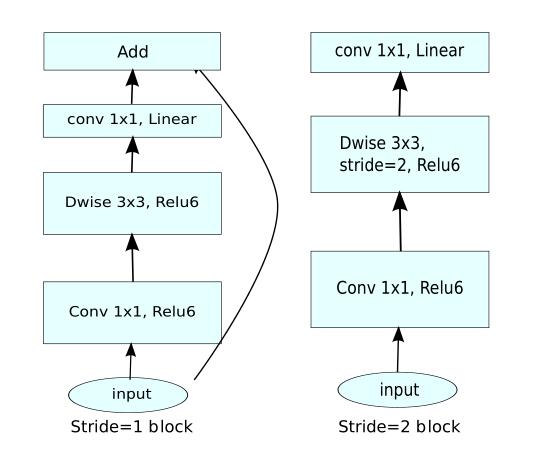 Add
conv 1x1, Linear
Dwise 3x3, Relu6
Conv 1x1, Relu6
input
Stride=1 block
conv 1x1, Linear
Dwise 3x3,
stride=2, Relu6
Conv 1x1, Relu6
input
Stride=2 block